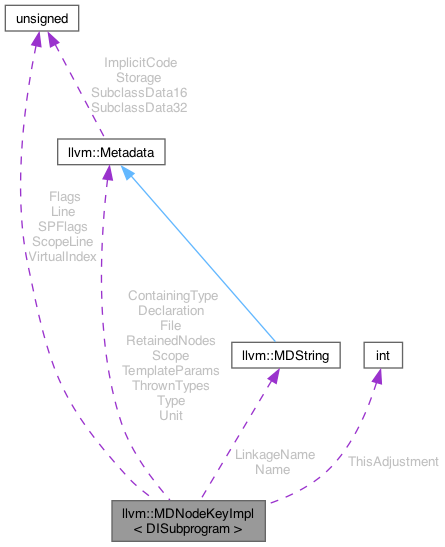 unsigned
ImplicitCode
Storage
SubclassData16
SubclassData32
llvm::Metadata
Flags
Line
SPFlags
ScopeLine
VirtualIndex
ContainingType
Declaration
File
RetainedNodes
Scope
TemplateParams
ThrownTypes
Type
Unit
llvm::MDString
int
LinkageName
Name
ThisAdjustment
llvm::MDNodeKeyImpl
< DISubprogram >